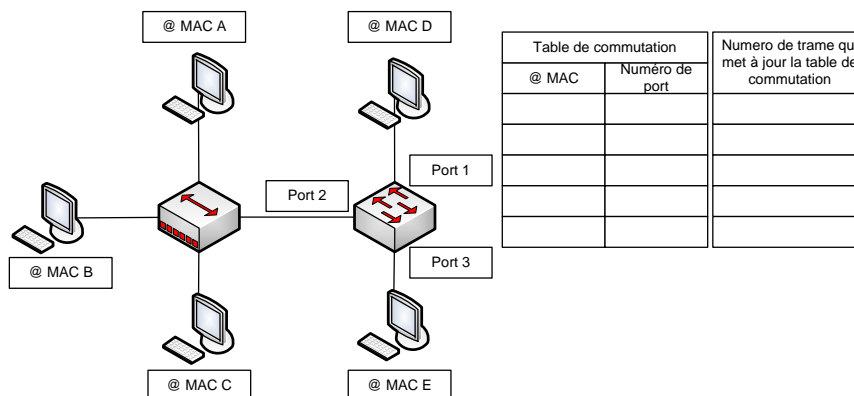 @ MAC A
@ MAC D
Table de commutation
@ MAC
Numéro de
port
Numero de trame qu
met à jour la table de
commutation
Port 1
Port 2
Port 3
@ MAC B
@ MAC C
@ MAC E